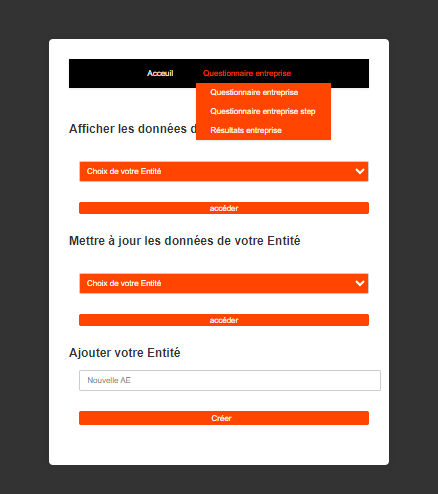 Acceuil Questionnaire entreprise
Questionnaire entreprise
Questionnaire entreprise step
Résultats entreprise
Afficher les données d
Choix de votre Entité
accéder
Mettre à jour les données de votre Entité
Choix de votre Entité
accéder
Ajouter votre Entité
Nouvelle AE
Créer